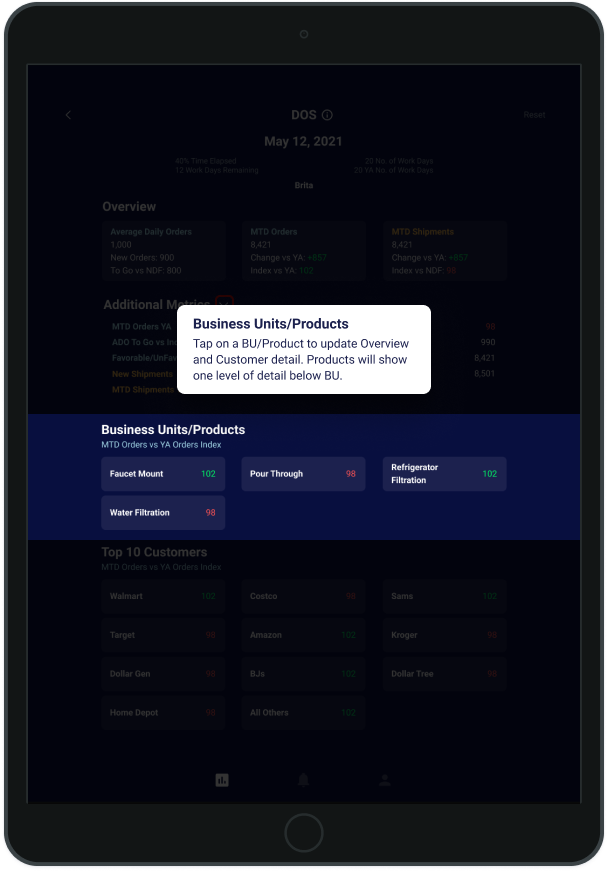 DOS
Reset
May 12, 2021
40% Time Elapsed
12 Work Days Remaining
20 No. of Work Days
20 YA No. of Work Days
Brita
Overview
Average Daily Orders
1,000
New Orders: 900
To Go vs NDF: 800
MTD Orders
8,421
Change vs YA: +857
Index vs YA: 102
MTD Shipments
8,421
Change vs YA: +857
Index vs NDF: 98
Additional Metrics
MTD Orders YA
98
ADO To Go vs
990
Favorable/UnFav
8,421
New Shipments
8,501
MTD Shipments
Business Units/Products
Tap on a BU/Product to update Overview
and Customer detail. Products will show
one level of detail below BU.
Business Units/Products
MTD Orders vs YA Orders Index
Faucet Mount 102
Pour Through 98
Refrigerator
Filtration 102
Water Filtration 98
Top 10 Customers
MTD Orders vs YA Orders Index
Walmart 102
Costco 98
Sams 102
Target 98
Amazon 102
Kroger 98
Dollar Gen 98
BJs 102
Dollar Tree 98
Home Depot 98
All Others 102